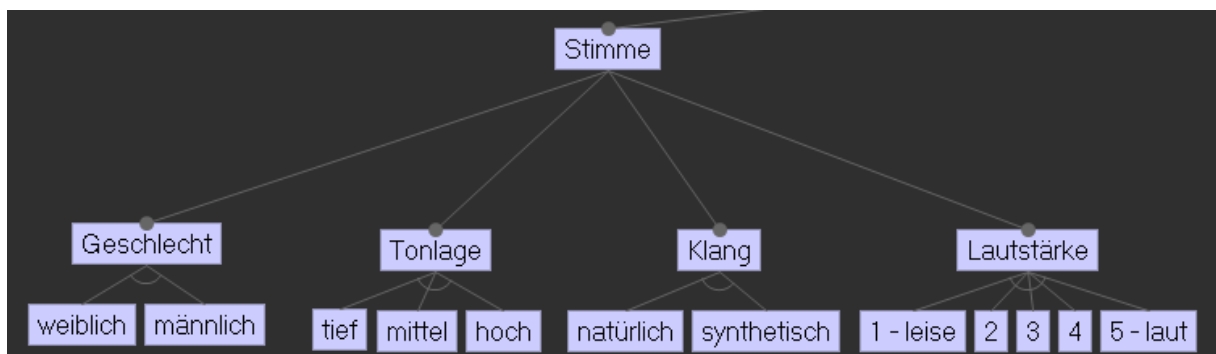 Stimme
Geschlecht
Tonlage
Klang
Lautstärke
weiblich
männlich
tief
mittel
hoch
natürlich
synthetisch
1 - leise
2
3
4
5 - laut